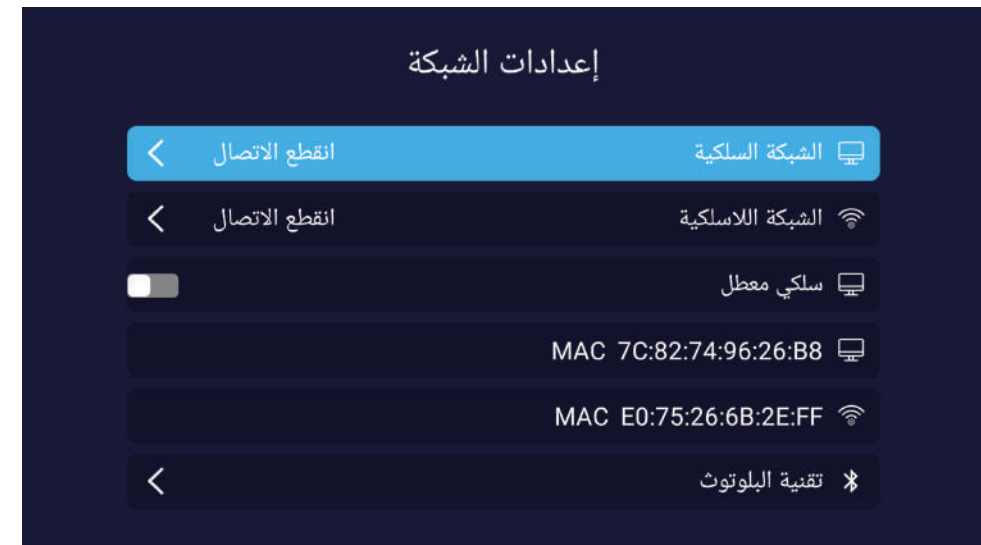 إعدادات الشبكة
الشبكة السلكية انقطع الاتصال
الشبكة اللاسلكية انقطع الاتصال
سلكي معطل
MAC 7C:82:74:96:26:B8
MAC E0:75:26:6B:2E:FF
تقنية البلوتوث